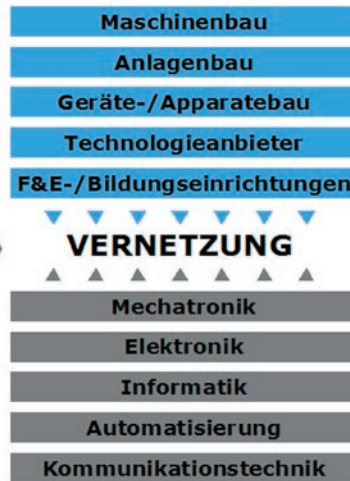 Maschinenbau
Anlagenbau
Geräte-/Apparatebau
Technologieanbieter
F&E-/Bildungseinrichtungen
VERNETZUNG
Mechatronik
Elektronik
Informatik
Automatisierung
Kommunikationstechnik